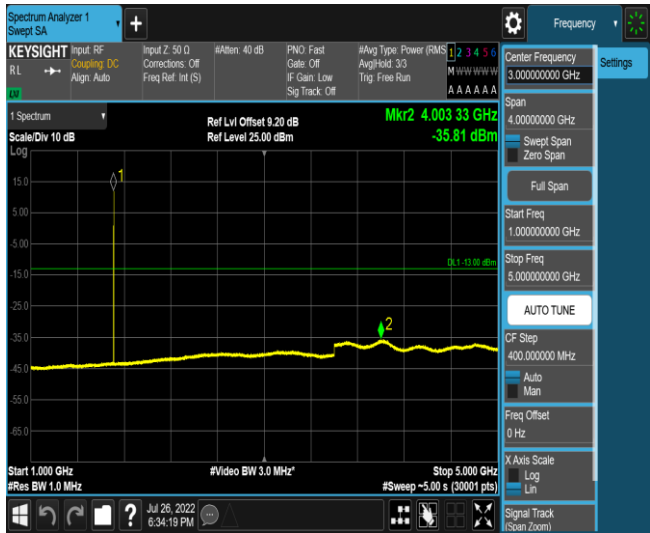 Spectrum Analyzer 1
Swept SA
Frequency
KEYSIGHT
RL
Input: RF
Coupling: DC
Align: Auto
Input Z: 50 Ω
Corrections: Off
Freq Ref: Int (S)
#Atten: 40 dB
PNO: Fast
Gate: Off
IF Gain: Low
Sig Track: Off
#Avg Type: Power (RMS
Avg|Hold: 3/3
Trig: Free Run
1 2 3 4 5 6
M W W W W W
A A A A A A
1 Spectrum
Scale/Div 10 dB
Ref Lvl Offset 9.20 dB
Ref Level 25.00 dBm
Mkr2 4.003 33 GHz
-35.81 dBm
Log
15.0
5.00
-5.00
-15.0
-25.0
-35.0
-45.0
-55.0
-65.0
1
DL1 -13.00 dBm
2
Start 1.000 GHz
#Res BW 1.0 MHz
#Video BW 3.0 MHz*
Stop 5.000 GHz
#Sweep ~5.00 s (30001 pts)
?
Jul 26, 2022
6:34:19 PM
Center Frequency
3.000000000 GHz
Span
4.00000000 GHz
Swept Span
Zero Span
Full Span
Start Freq
1.000000000 GHz
Stop Freq
5.000000000 GHz
AUTO TUNE
CF Step
400.000000 MHz
Auto
Man
Freq Offset
0 Hz
X Axis Scale
Log
Lin
Signal Track
(Span Zoom)
Settings